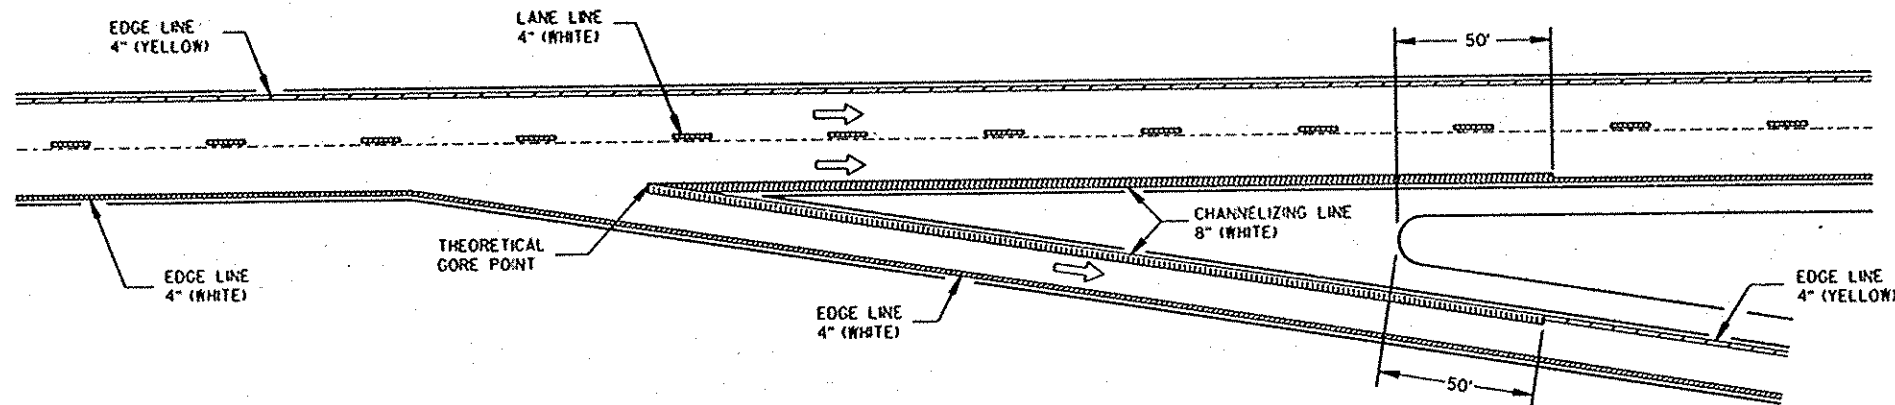 EDGE LINE
4" (YELLOW)
LANE LINE
4" (WHITE)
50'
THEORETICAL
GORE POINT
CHANNELIZING LINE
8" (WHITE)
EDGE LINE
4" (WHITE)
EDGE LINE
4" (WHITE)
EDGE LINE
4" (YELLOW)
50'